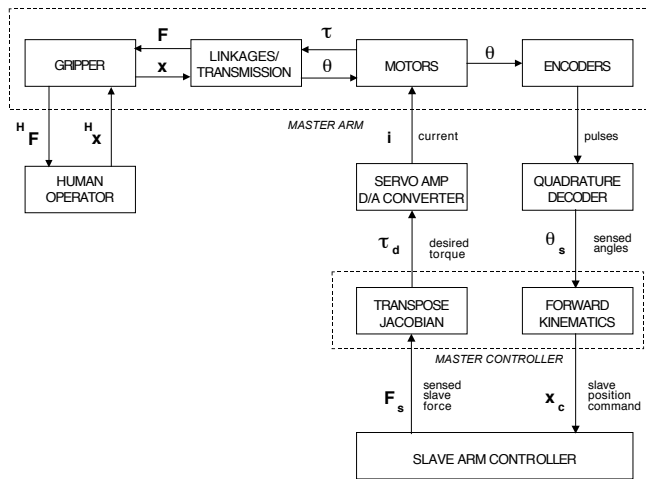 F
τ
GRIPPER
x
LINKAGES/
TRANSMISSION
θ
MOTORS
θ
ENCODERS
MASTER ARM
H F
H x
i
current
pulses
HUMAN
OPERATOR
SERVO AMP
D/A CONVERTER
QUADRATURE
DECODER
τ d
desired
torque
θ s
sensed
angles
TRANSPOSE
JACOBIAN
FORWARD
KINEMATICS
MASTER CONTROLLER
F s
sensed
slave
force
x c
slave
position
command
SLAVE ARM CONTROLLER